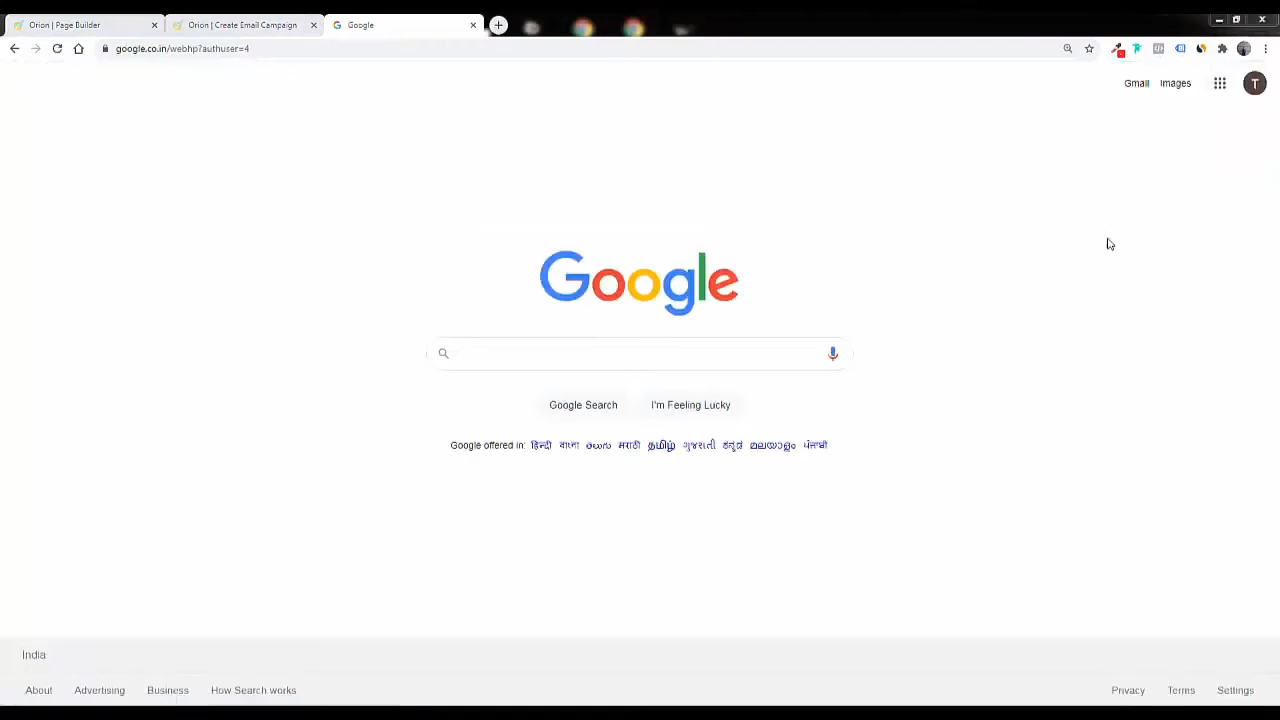 Orion | Page Builder Orion | Create Email Campaign Google
google.co.in/webhp?authuser=4
Gmail Images T
Google
Google Search I'm Feeling Lucky
Google offered in: हिन्दी বাংলা తెలుగు मराठी தமிழ் ગુજરાતી ಕನ್ನಡ മലയാളം ਪੰਜਾਬੀ
India
About Advertising Business How Search works Privacy Terms Settings